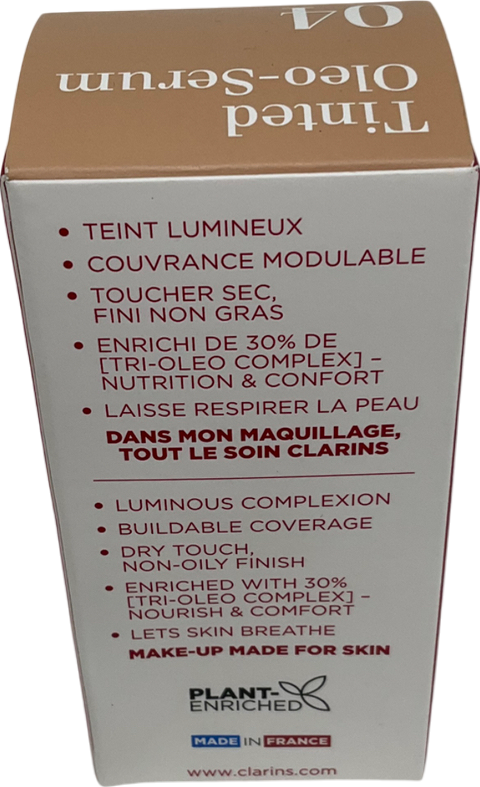 Tinted
Oleo-Serum
04
• TEINT LUMINEUX
• COUVRANCE MODULABLE
• TOUCHER SEC,
FINI NON GRAS
• ENRICHI DE 30% DE
[TRI-OLEO COMPLEX] –
NUTRITION & CONFORT
• LAISSE RESPIRER LA PEAU
DANS MON MAQUILLAGE,
TOUT LE SOIN CLARINS
• LUMINOUS COMPLEXION
• BUILDABLE COVERAGE
• DRY TOUCH,
NON-OILY FINISH
• ENRICHED WITH 30%
[TRI-OLEO COMPLEX] –
NOURISH & COMFORT
• LETS SKIN BREATHE
MAKE-UP MADE FOR SKIN
PLANT-
ENRICHED
MADE IN FRANCE
www.clarins.com